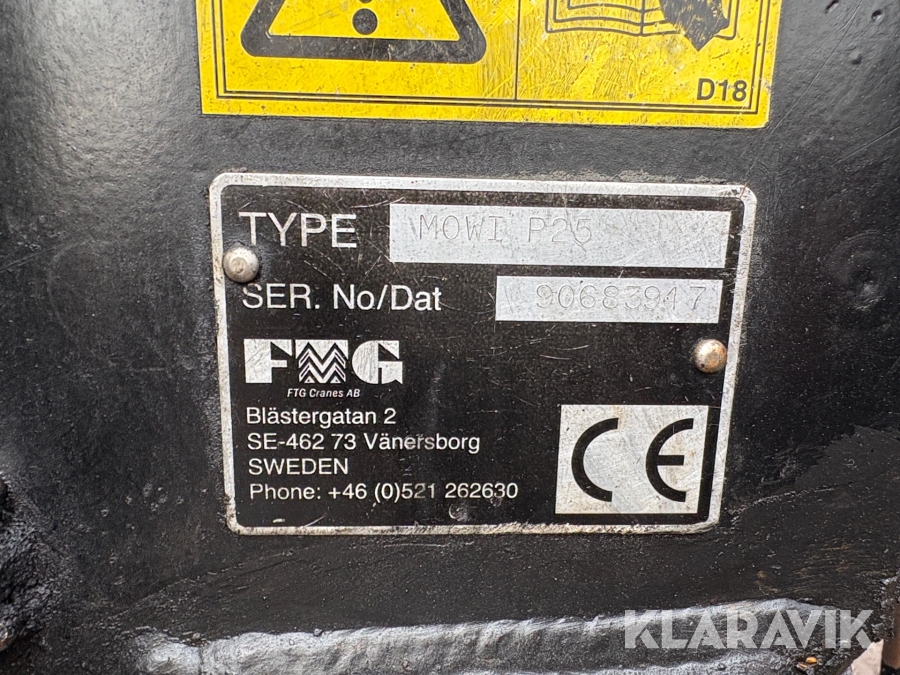 D18
TYPE MOWI P25
SER. No/Dat 90683947
FTG
FTG Cranes AB
Blästergatan 2
SE-462 73 Vänersborg
SWEDEN
Phone: +46 (0)521 262630
CE
KLARAVIK